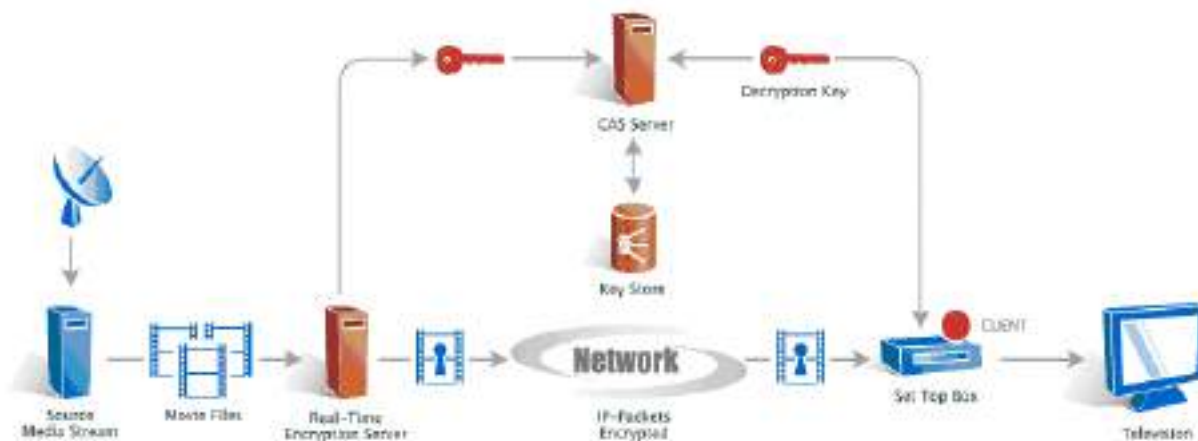 Decryption Key
CAS Server
Key Store
CLIENT
Network
Source
Media Stream
Movie Files
Real-Time
Encryption Server
IP-Packets
Encrypted
Set Top Box
Television